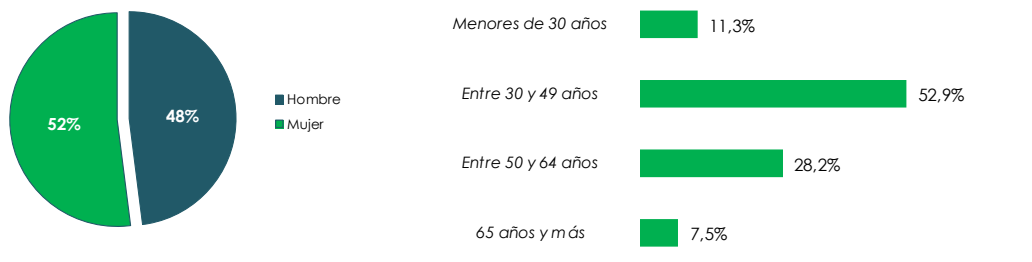 52%
48%
Hombre
Mujer
Menores de 30 años 11,3%
Entre 30 y 49 años 52,9%
Entre 50 y 64 años 28,2%
65 años y más 7,5%